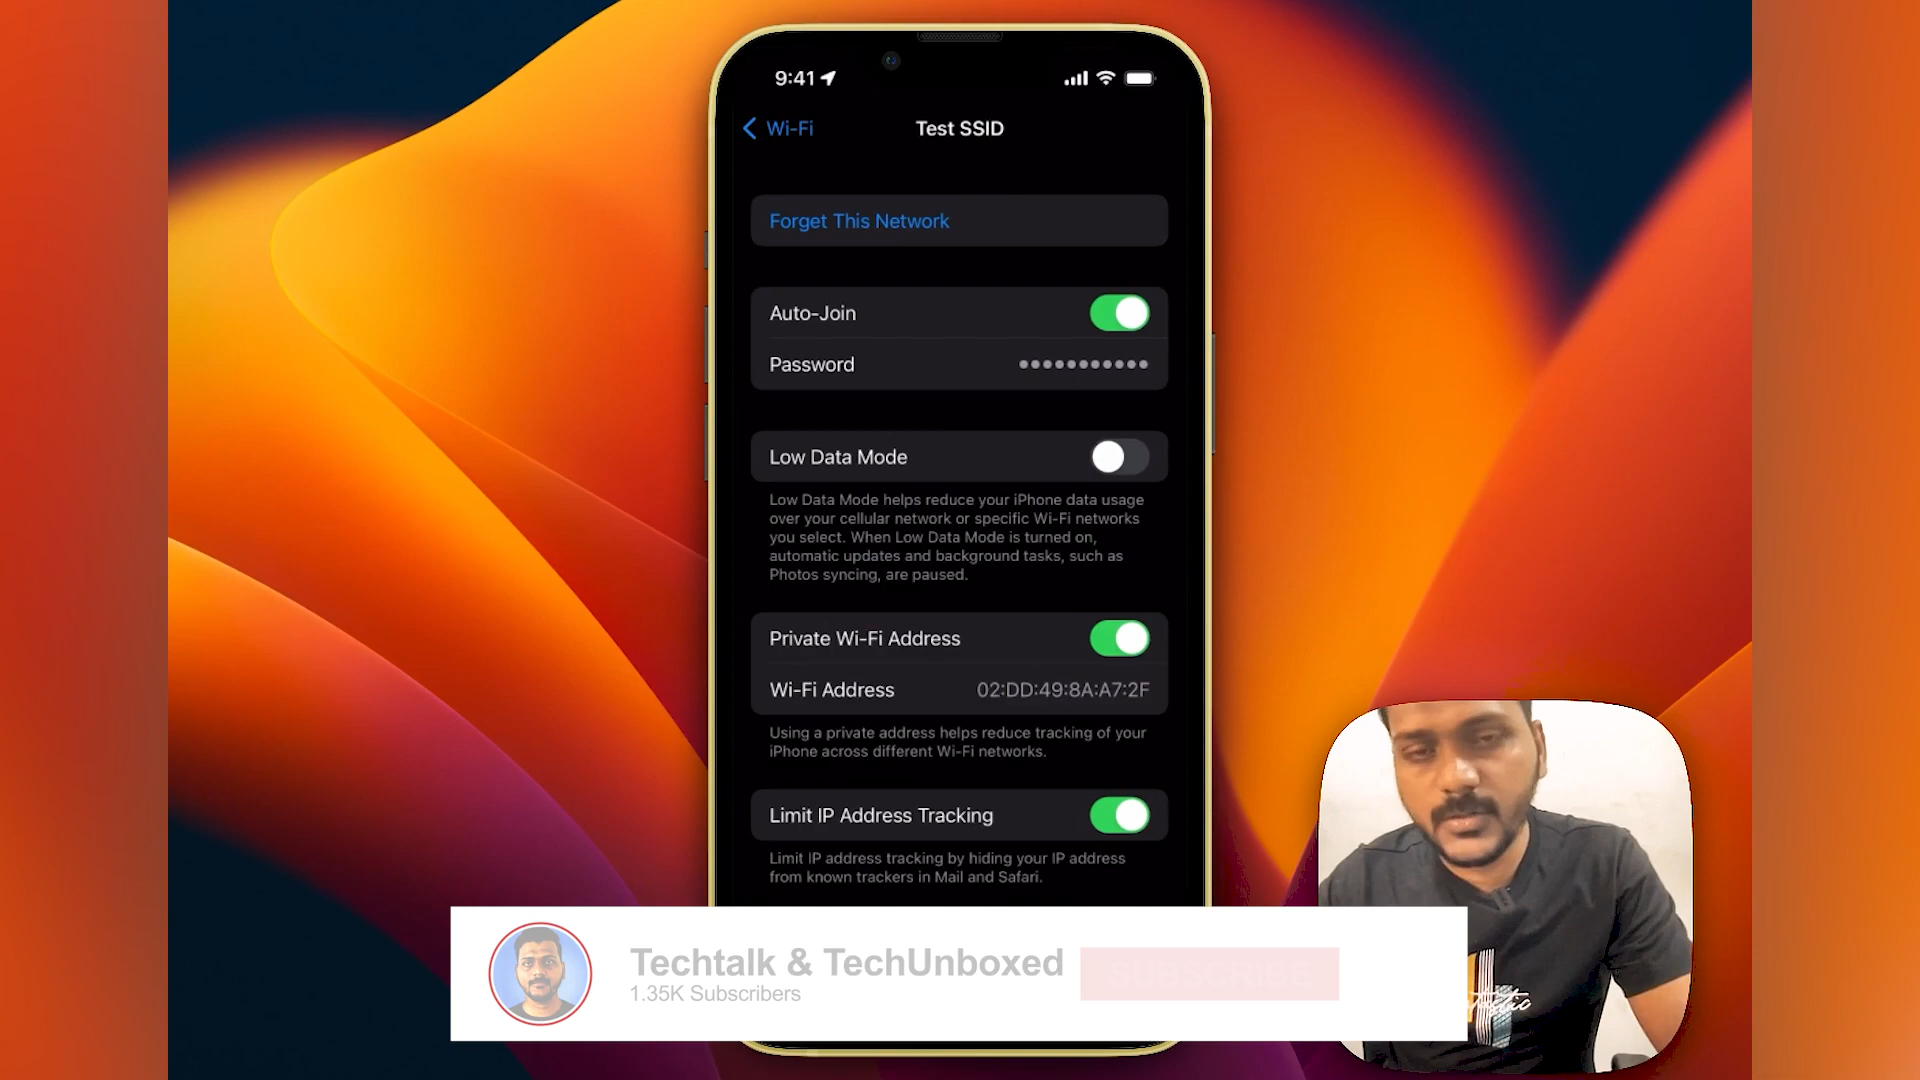 9:41
Wi-Fi
Test SSID
Forget This Network
Auto-Join
Password
Low Data Mode
Low Data Mode helps reduce your iPhone data usage
over your cellular network or specific Wi-Fi networks
you select. When Low Data Mode is turned on,
automatic updates and background tasks, such as
Photos syncing, are paused.
Private Wi-Fi Address
Wi-Fi Address 02:DD:49:8A:A7:2F
Using a private address helps reduce tracking of your
iPhone across different Wi-Fi networks.
Limit IP Address Tracking
Limit IP address tracking by hiding your IP address
from known trackers in Mail and Safari.
Techtalk & TechUnboxed
1.35K Subscribers